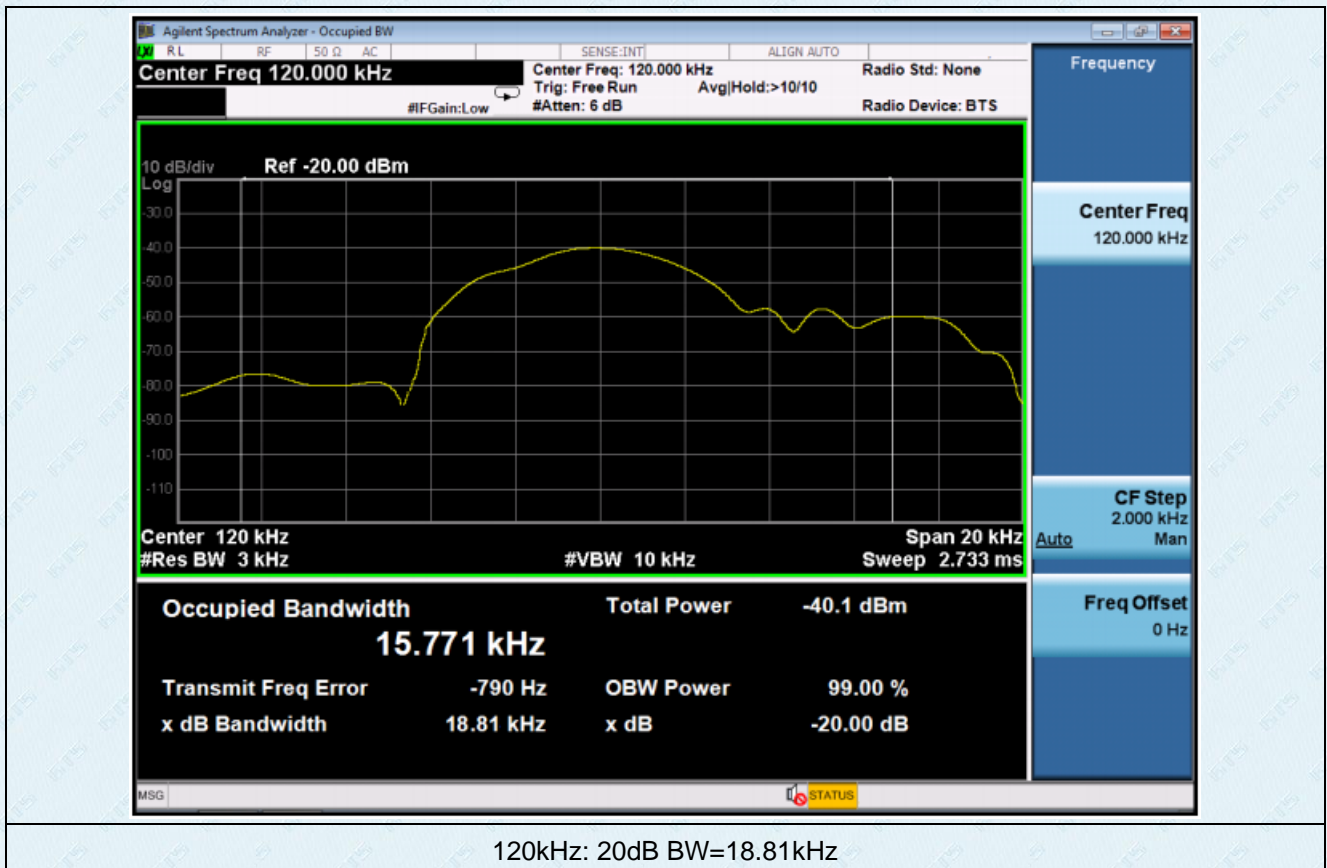 Agilent Spectrum Analyzer - Occupied BW
LXI RL RF 50 Ω AC SENSE:INT ALIGN AUTO
Center Freq 120.000 kHz
Center Freq: 120.000 kHz Radio Std: None
Trig: Free Run Avg|Hold:>10/10
#IFGain:Low #Atten: 6 dB Radio Device: BTS
10 dB/div Ref -20.00 dBm
Log
-30.0
-40.0
-50.0
-60.0
-70.0
-80.0
-90.0
-100
-110
Center 120 kHz Span 20 kHz
#Res BW 3 kHz #VBW 10 kHz Sweep 2.733 ms
Occupied Bandwidth Total Power -40.1 dBm
15.771 kHz
Transmit Freq Error -790 Hz OBW Power 99.00 %
x dB Bandwidth 18.81 kHz x dB -20.00 dB
MSG STATUS
Frequency
Center Freq
120.000 kHz
CF Step
2.000 kHz
Auto Man
Freq Offset
0 Hz
120kHz: 20dB BW=18.81kHz